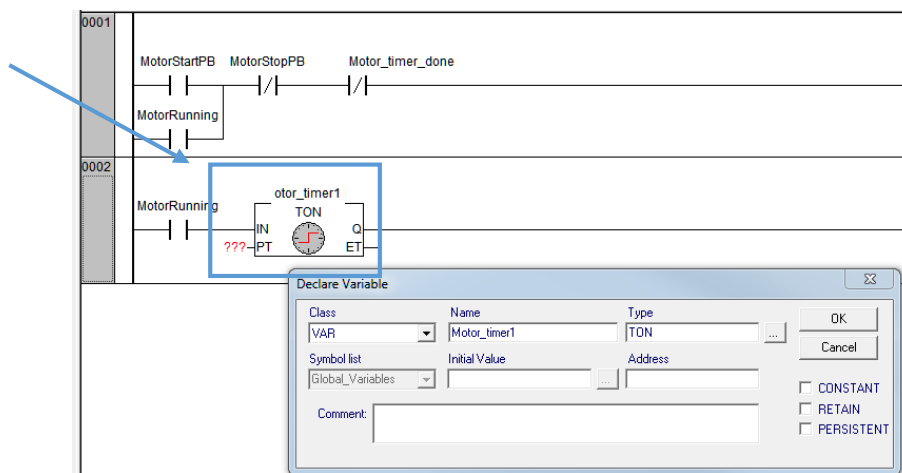 0001
MotorStartPB MotorStopPB Motor_timer_done
MotorRunning
0002
otor_timer1
MotorRunning TON
IN Q
???-PT ET
Declare Variable
Class Name Type
VAR Motor_timer1 TON ... OK
Cancel
Symbol list Initial Value Address
Global_Variables ...
CONSTANT
Comment: RETAIN
PERSISTENT